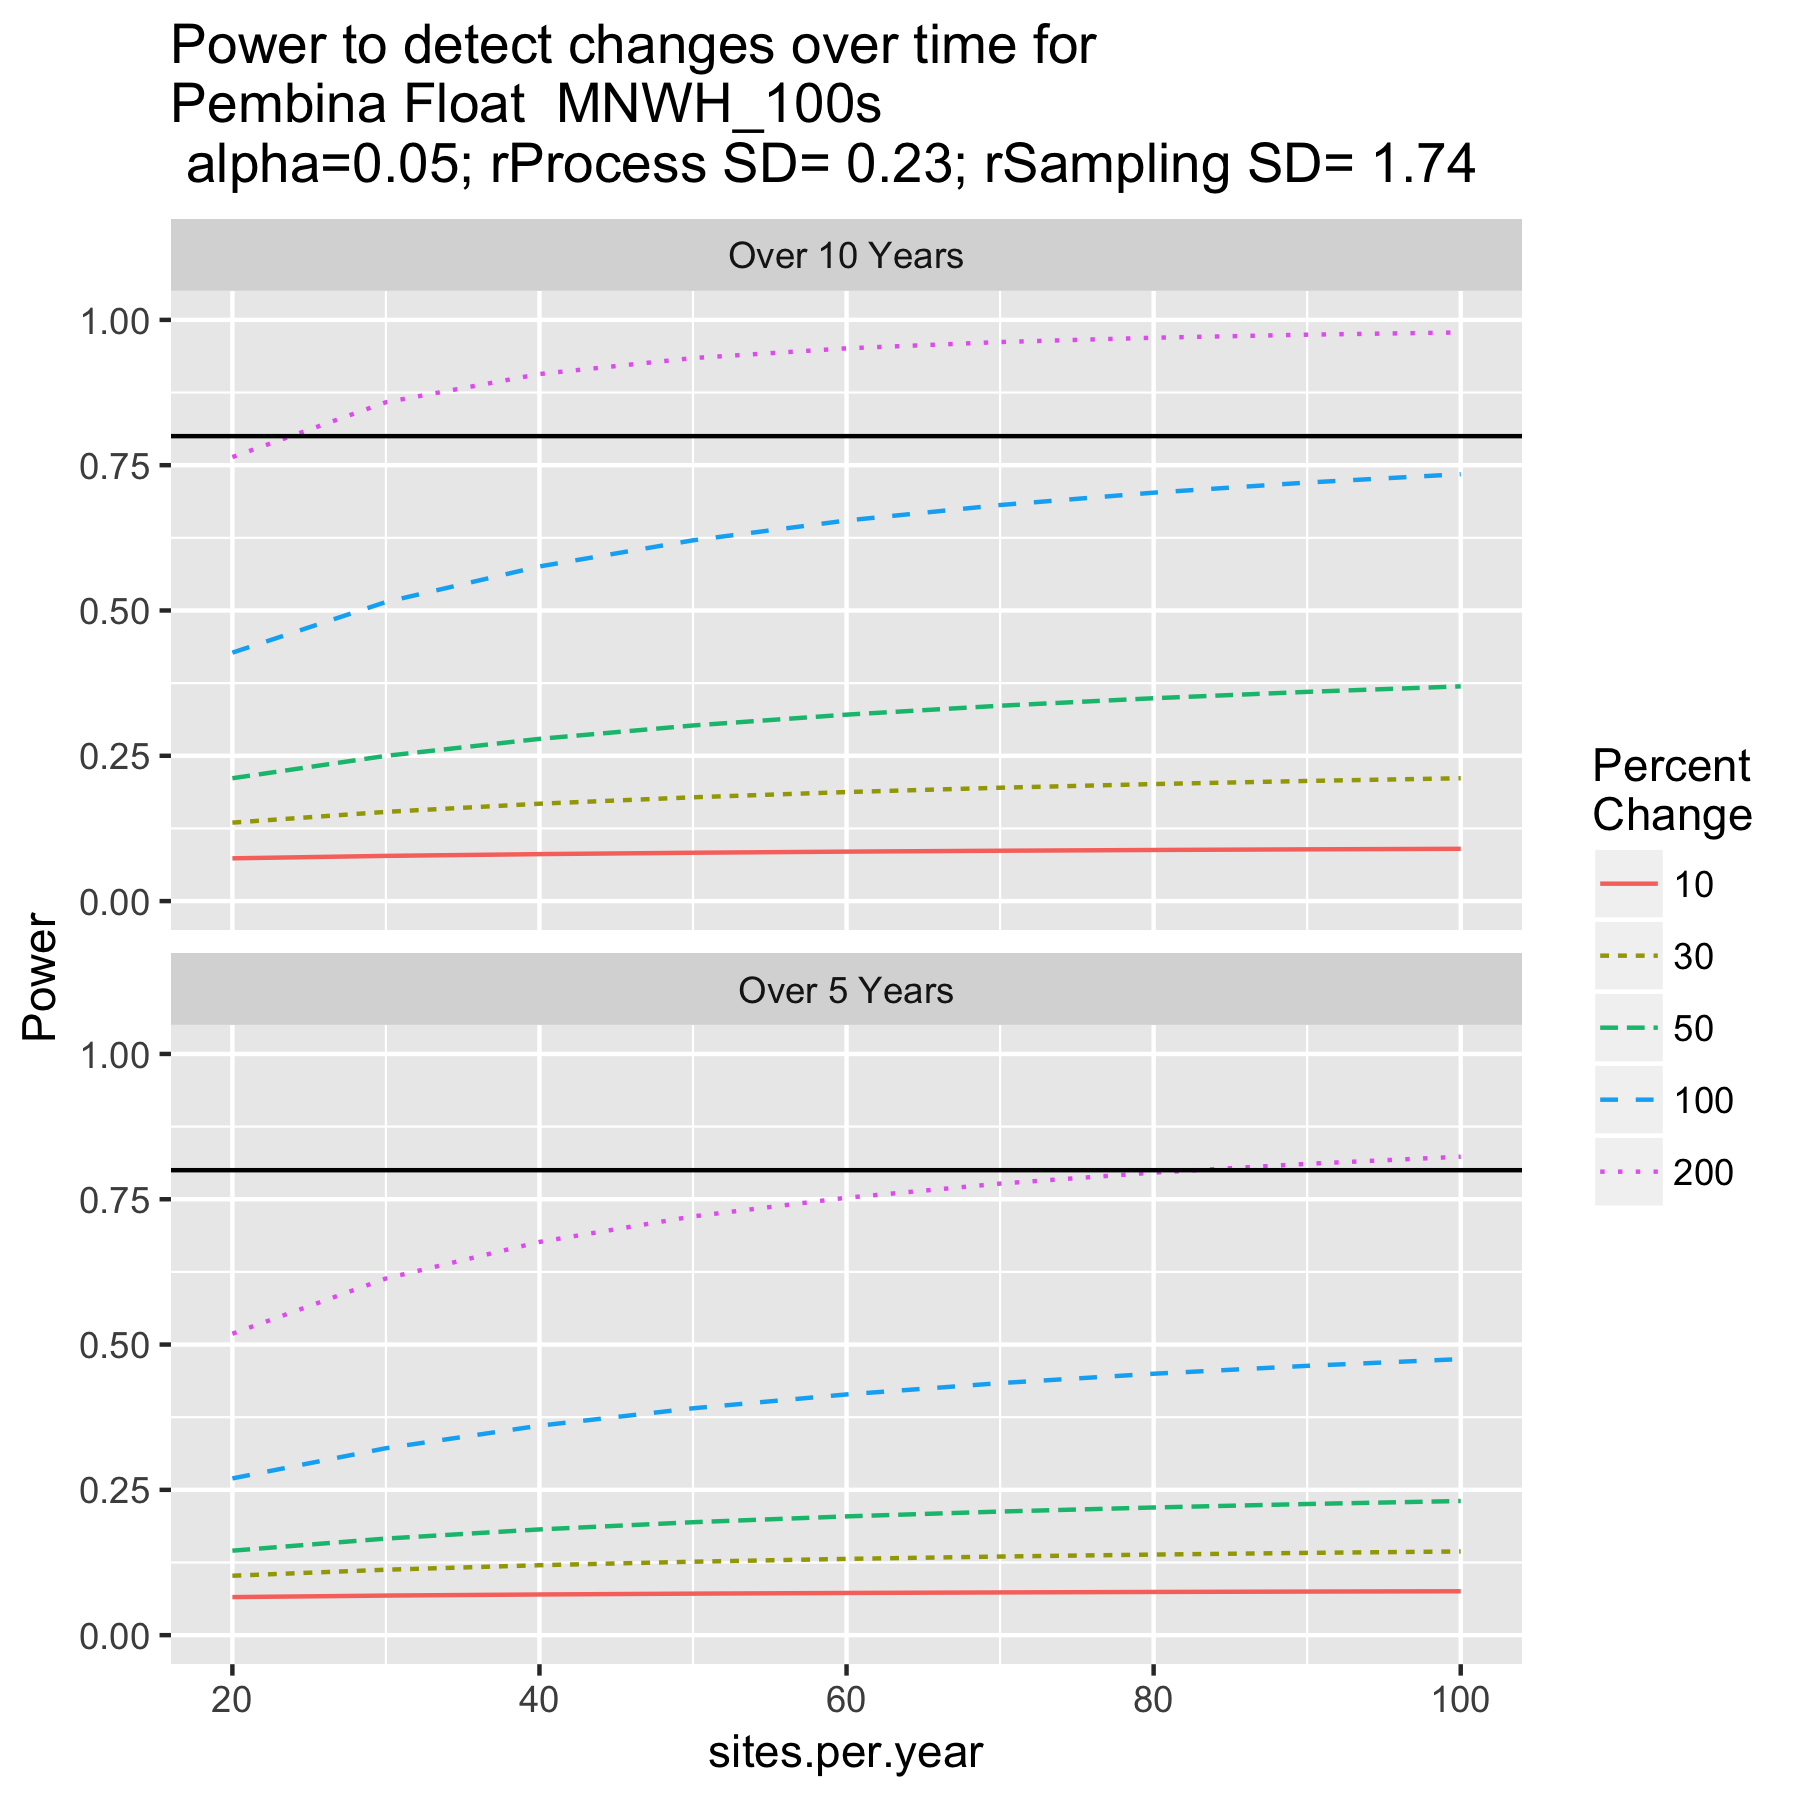 Power to detect changes over time for
Pembina Float  MNWH_100s
alpha=0.05; rProcess SD= 0.23; rSampling SD= 1.74
Over 10 Years
1.00
0.75
0.50
0.25
0.00
Over 5 Years
1.00
0.75
0.50
0.25
0.00
Power
20 40 60 80 100
sites.per.year
Percent
Change
10
30
50
100
200